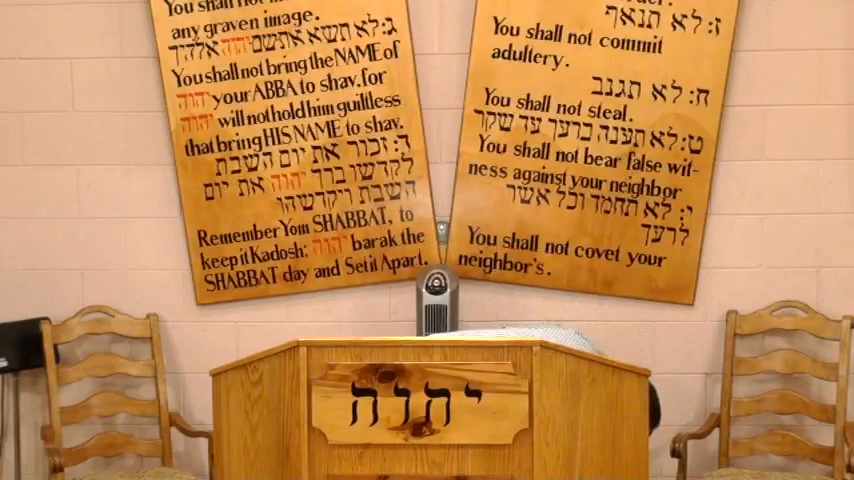 You shall not
any graven image.
ג: לא תשא את־שם־יהוה אלהיך
You shall not bring the NAME of
יהוה your ABBA to shav. for
יהוה will not hold him guiltless
that bring HIS NAME to shav.
ד: זכור את יום השבת
לקדשו ברך יהוה את יום
השבת ויקדשיהו
Remember Yom SHABBAT, to
keep it Kadosh: יהוה barak the
SHABBAT day and Set it Apart.
ז: לא תנאף
You shall not commit
adultery.
ח: לא תגנב
You shall not steal.
ט: לא תענה ברעך עד שקר
You shall not bear false wit-
ness against your neighbor
י: לא תחמד וכל אשר
לרעך
You shall not covet your
neighbor's.
יהוה